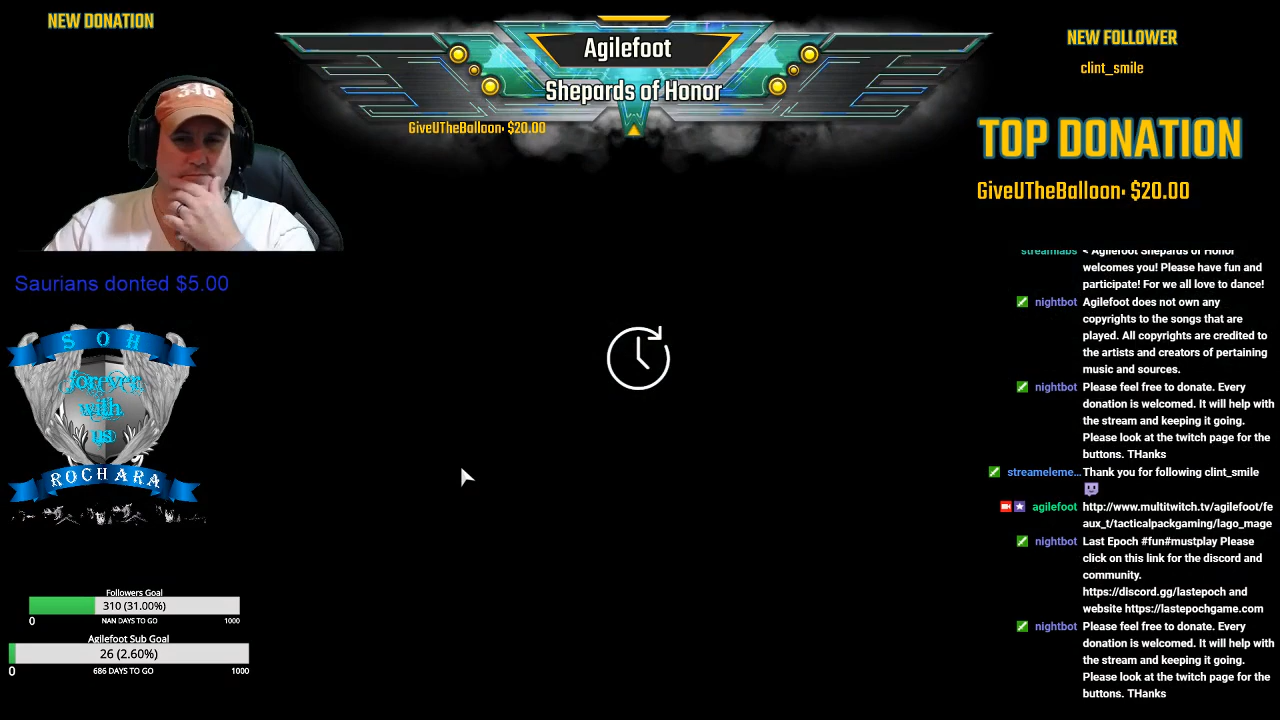 NEW DONATION
Agilefoot
Shepards of Honor
GiveUTheBalloon: $20.00
NEW FOLLOWER
clint_smile
TOP DONATION
GiveUTheBalloon: $20.00
Saurians donted $5.00
S O H
forever
with
us
ROCHARA
Followers Goal
310 (31.00%)
0 NAN DAYS TO GO 1000
Agilefoot Sub Goal
26 (2.60%)
0 686 DAYS TO GO 1000
streamlabs < Agilefoot Shepards of Honor
welcomes you! Please have fun and
participate! For we all love to dance!
nightbot Agilefoot does not own any
copyrights to the songs that are
played. All copyrights are credited to
the artists and creators of pertaining
music and sources.
nightbot Please feel free to donate. Every
donation is welcomed. It will help with
the stream and keeping it going.
Please look at the twitch page for the
buttons. THanks
streameleme... Thank you for following clint_smile
agilefoot http://www.multitwitch.tv/agilefoot/fe
aux_t/tacticalpackgaming/lago_mage
nightbot Last Epoch #fun#mustplay Please
click on this link for the discord and
community.
https://discord.gg/lastepoch and
website https://lastepochgame.com
nightbot Please feel free to donate. Every
donation is welcomed. It will help with
the stream and keeping it going.
Please look at the twitch page for the
buttons. THanks